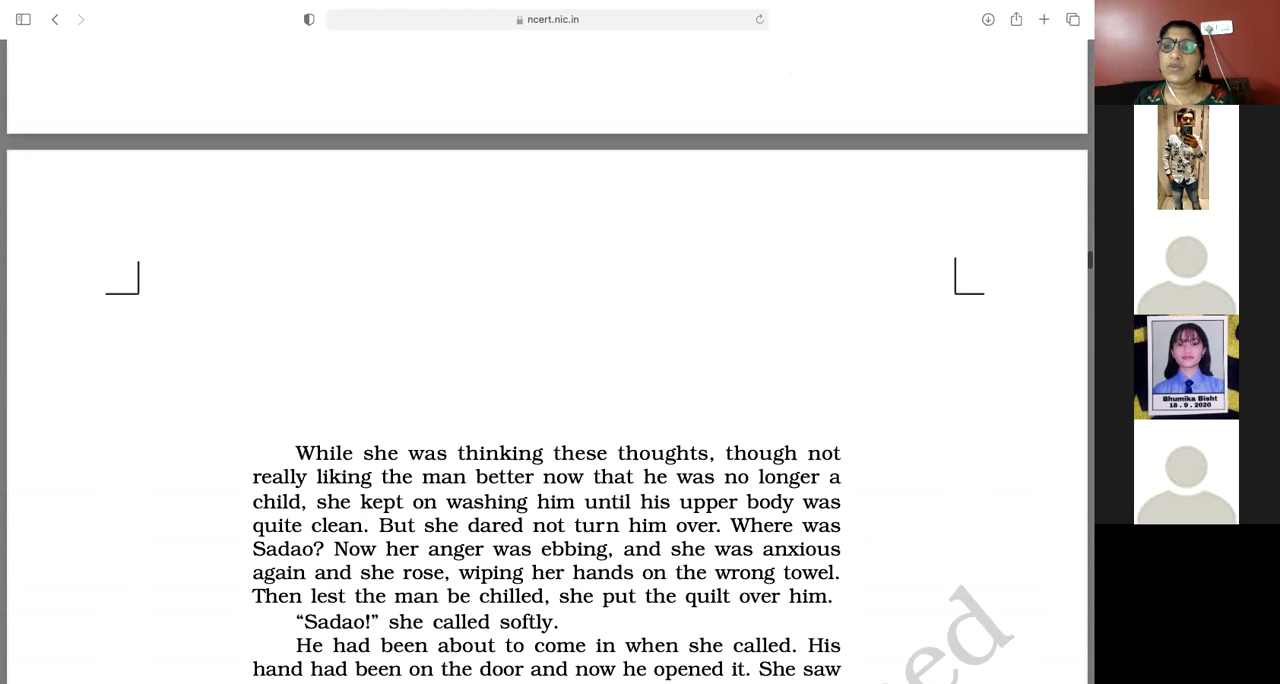 ncert.nic.in
While she was thinking these thoughts, though not
really liking the man better now that he was no longer a
child, she kept on washing him until his upper body was
quite clean. But she dared not turn him over. Where was
Sadao? Now her anger was ebbing, and she was anxious
again and she rose, wiping her hands on the wrong towel.
Then lest the man be chilled, she put the quilt over him.
“Sadao!” she called softly.
He had been about to come in when she called. His
hand had been on the door and now he opened it. She saw
ed
Bhumika Bisht
18 . 9 . 2020